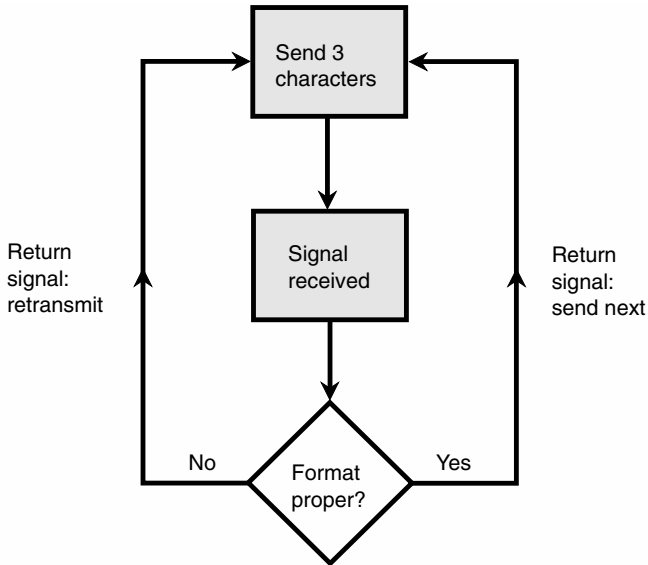 Send 3
characters
Signal
received
Return
signal:
retransmit
Return
signal:
send next
No
Yes
Format
proper?